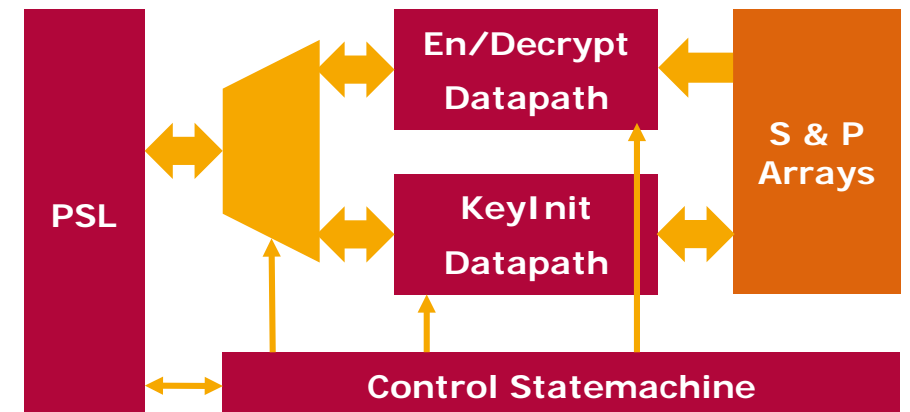 PSL
En/Decrypt
Datapath
KeyInit
Datapath
S & P
Arrays
Control Statemachine